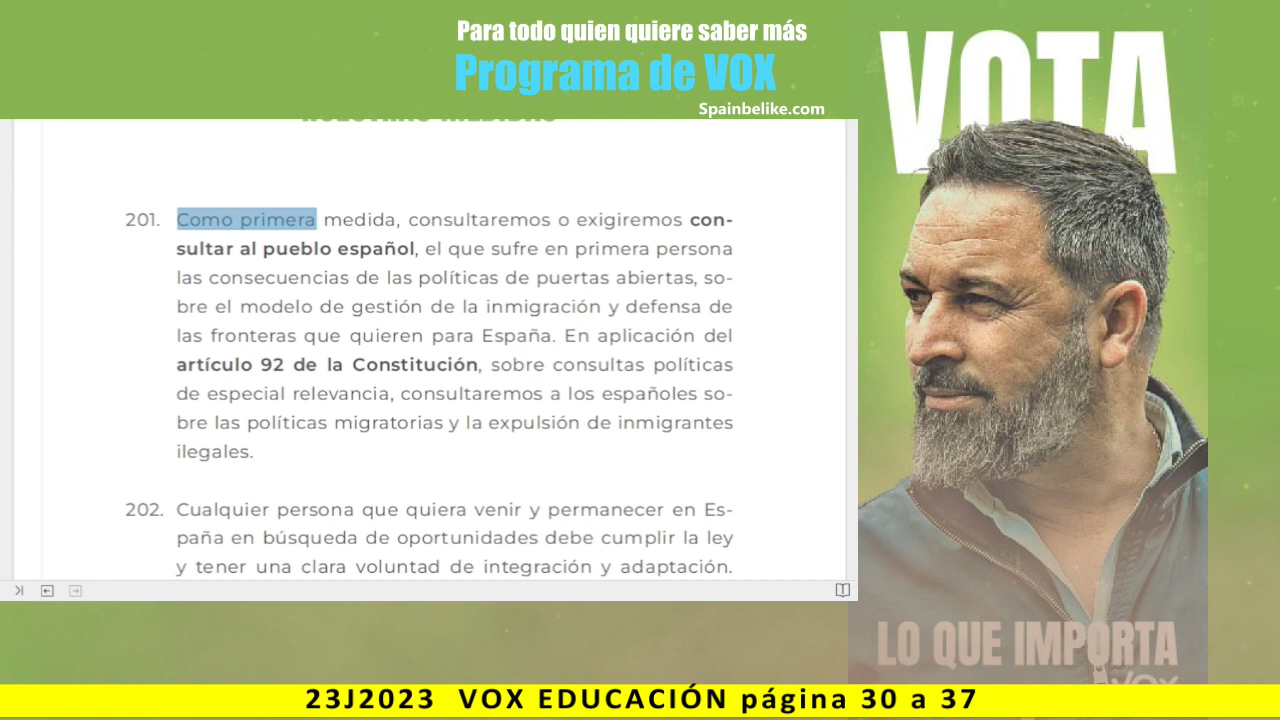 Para todo quien quiere saber más
Programa de VOX
Spainbelike.com
VOTA
201. Como primera medida, consultaremos o exigiremos con-
sultar al pueblo español, el que sufre en primera persona
las consecuencias de las políticas de puertas abiertas, so-
bre el modelo de gestión de la inmigración y defensa de
las fronteras que quieren para España. En aplicación del
artículo 92 de la Constitución, sobre consultas políticas
de especial relevancia, consultaremos a los españoles so-
bre las políticas migratorias y la expulsión de inmigrantes
ilegales.
202. Cualquier persona que quiera venir y permanecer en Es-
paña en búsqueda de oportunidades debe cumplir la ley
y tener una clara voluntad de integración y adaptación.
LO QUE IMPORTA
VOX
23J2023 VOX EDUCACIÓN página 30 a 37